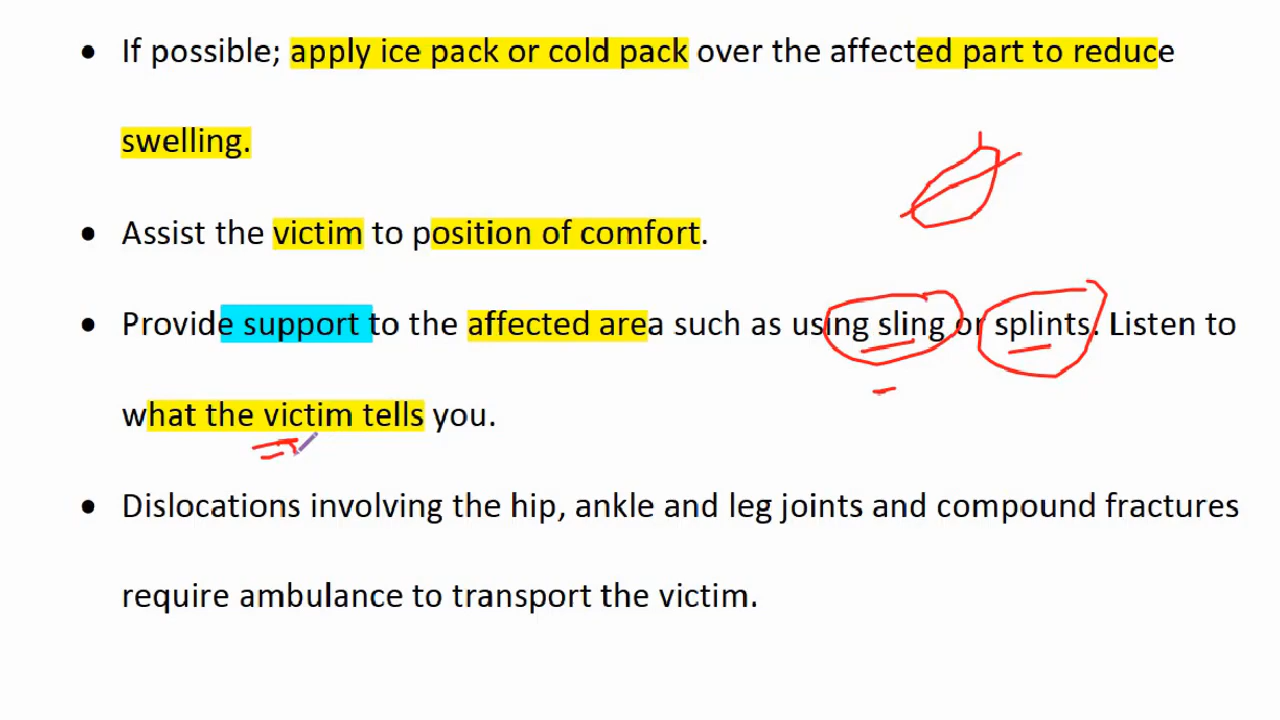 • If possible; apply ice pack or cold pack over the affected part to reduce
swelling.
• Assist the victim to position of comfort.
• Provide support to the affected area such as using sling or splints. Listen to
what the victim tells you.
• Dislocations involving the hip, ankle and leg joints and compound fractures
require ambulance to transport the victim.